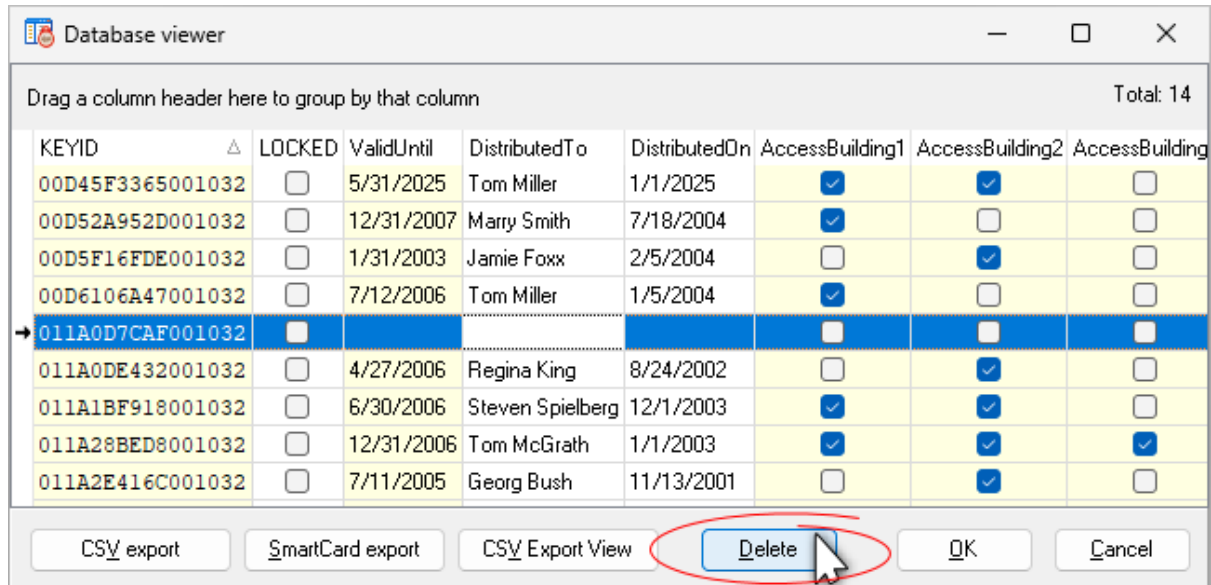 Database viewer
Drag a column header here to group by that column Total: 14
KEYID LOCKED ValidUntil DistributedTo DistributedOn AccessBuilding1 AccessBuilding2 AccessBuilding
00D45F3365001032 5/31/2025 Tom Miller 1/1/2025
00D52A952D001032 12/31/2007 Marry Smith 7/18/2004
00D5F16FDE001032 1/31/2003 Jamie Foxx 2/5/2004
00D6106A47001032 7/12/2006 Tom Miller 1/5/2004
011A0D7CAF001032
011A0DE432001032 4/27/2006 Regina King 8/24/2002
011A1BF918001032 6/30/2006 Steven Spielberg 12/1/2003
011A28BED8001032 12/31/2006 Tom McGrath 1/1/2003
011A2E416C001032 7/11/2005 Georg Bush 11/13/2001
CSV export SmartCard export CSV Export View Delete OK Cancel